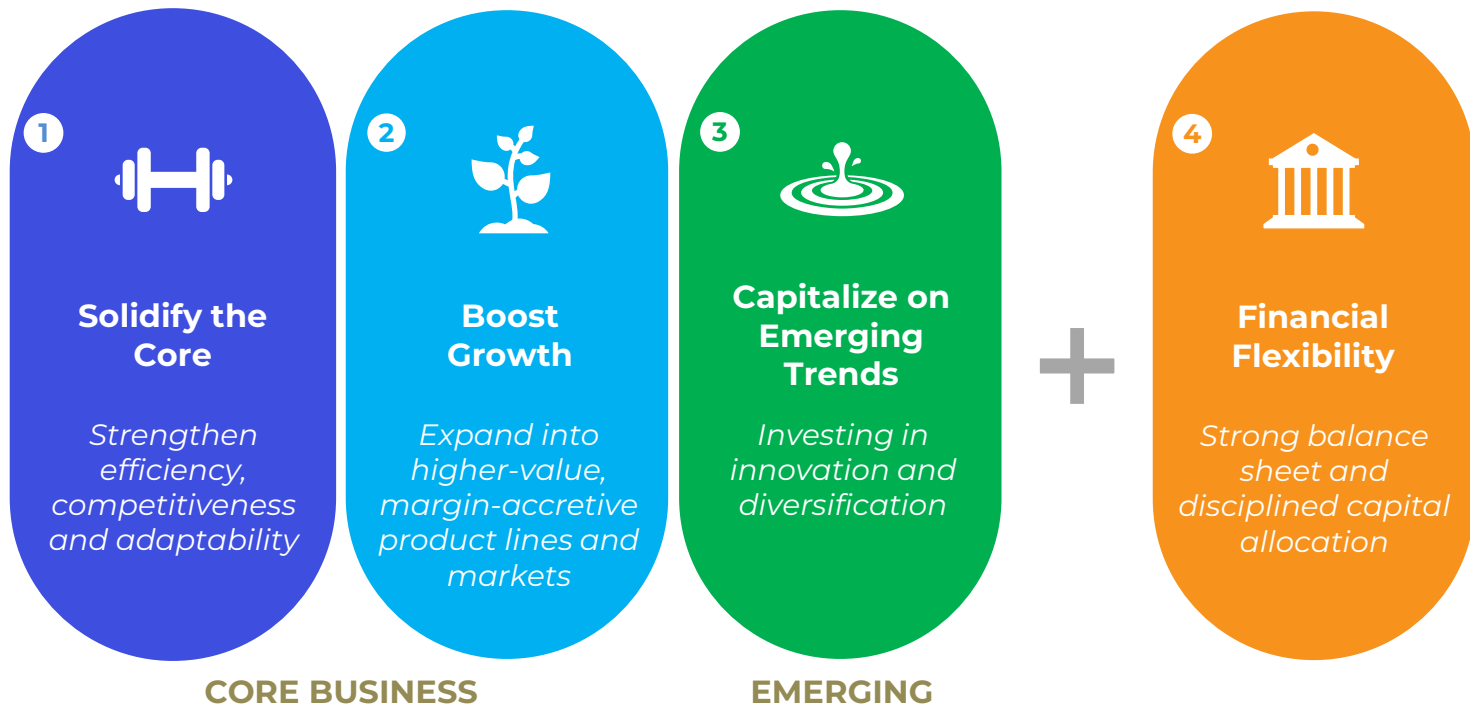 1
Solidify the
Core
Strengthen
efficiency,
competitiveness
and adaptability
2
Boost
Growth
Expand into
higher-value,
margin-accretive
product lines and
markets
CORE BUSINESS
3
Capitalize on
Emerging
Trends
Investing in
innovation and
diversification
EMERGING
+
4
Financial
Flexibility
Strong balance
sheet and
disciplined capital
allocation